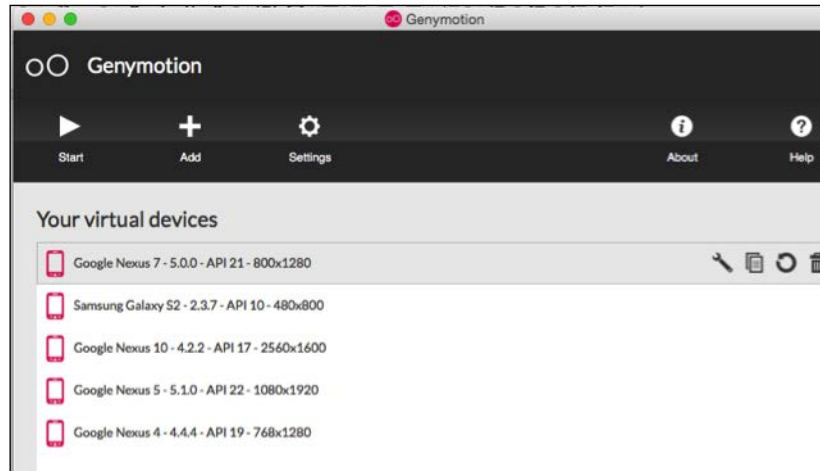 Genymotion
Genymotion
Start Add Settings About Help
Your virtual devices
Google Nexus 7 - 5.0.0 - API 21 - 800x1280
Samsung Galaxy S2 - 2.3.7 - API 10 - 480x800
Google Nexus 10 - 4.2.2 - API 17 - 2560x1600
Google Nexus 5 - 5.1.0 - API 22 - 1080x1920
Google Nexus 4 - 4.4.4 - API 19 - 768x1280